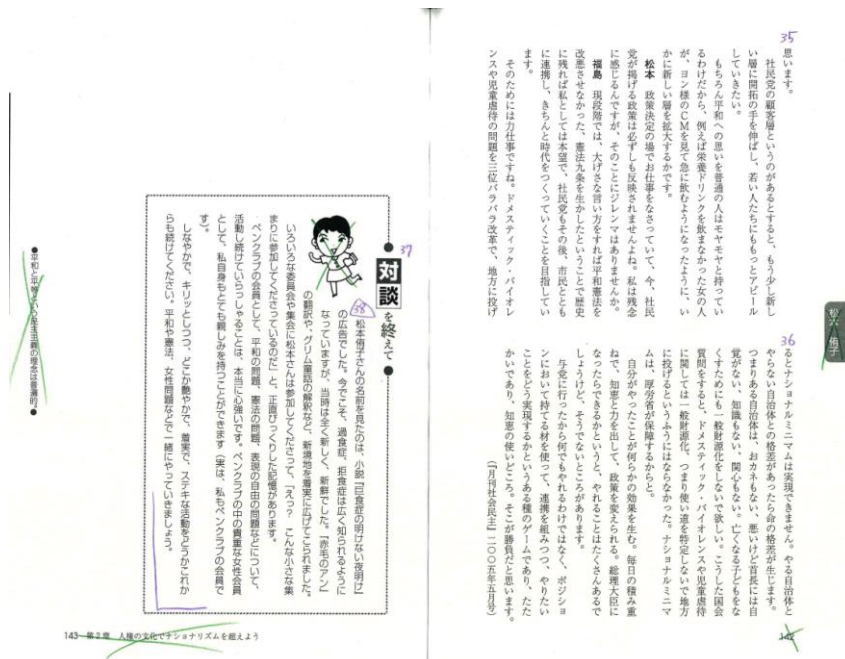 35
思います。
社民党の顧客層というのがあるとすると、もう少し新し
い層に開拓の手を伸ばし、若い人たちにももっとアピール
していきたい。
もちろん平和への思いを普通の人はモヤモヤと持ってい
るわけだから、例えば栄養ドリンクを飲まなかった女の人
が、ヨン様のCMを見て急に飲むようになったように、い
かに新しい層を拡大するかです。
松本 政策決定の場でお仕事をなさっていて、今、社民
党が掲げる政策は必ずしも反映されませんよね。私は残念
に感じるんですが、そのことにジレンマはありませんか。
福島 現段階では、大げさな言い方をすれば平和憲法を
改悪させなかった、憲法九条を生かしたということで歴史
に残れば私としては本望で、社民党もその後、市民ととも
に連携し、きちんと時代をつくっていくことを目指してい
ます。
そのためには力仕事ですね。ドメスティック・バイオレ
ンスや児童虐待の問題を三位バラバラ改革で、地方に投げ
36
るとナショナルミニマムは実現できません。やる自治体と
やらない自治体との格差があったら命の格差が生じます。
つまりある自治体は、おカネもない、悪いけど首長には自
覚がない、知識もない、関心もない。亡くなる子どもをな
くすためにも一般財源化をしないで欲しい。こうした国会
質問をすると、ドメスティック・バイオレンスや児童虐待
に関しては一般財源化、つまり使い道を特定しないで地方
に投げるというふうにはならなかった。ナショナルミニマ
ムは、厚労省が保障するからと。
自分がやったことが何らかの効果を生む。毎日の積み重
ねで、知恵と力を出して、政策を変えられる。総理大臣に
なったらできるかというと、やれることはたくさんあるで
しょうけど、そうでないところがあります。
与党に行ったから何でもやれるわけではなく、ポジショ
ンにおいて持てる材を使って、連携を組みつつ、やりたい
ことをどう実現するかというある種のゲームであり、たた
かいであり、知恵の使いどころ。そこが勝負だと思います。
(『月刊社会民主』二〇〇五年五月号)
松本 侑子
142
37
●対談を終えて●
38
松本侑子さんの名前を見たのは、小説『巨食症の明けない夜明け』
の広告でした。今でこそ、過食症、拒食症は広く知られるように
なっていますが、当時は全く新しく、新鮮でした。『赤毛のアン』
の翻訳や、グリム童話の解釈など、新境地を着実に広げてこられました。
いろいろな委員会や集会に松本さんは参加してくださって、「えっ? こんな小さな集
まりに参加してくださっているのだ」と、正直びっくりした記憶があります。
ペンクラブの会員として、平和の問題、憲法の問題、表現の自由の問題などについて、
活動し続けていらっしゃることは、本当に心強いです。ペンクラブの中の貴重な女性会員
として、私自身もとても親しみを持つことができます(実は、私もペンクラブの会員で
す)。
しなやかで、キリッとしつつ、どこか艶やかで、着実で、ステキな活動をどうかこれか
らも続けてください。平和や憲法、女性問題などで一緒にやっていきましょう。
●平和と平等という民主主義の理念は普遍的。●
143 第2章 人権の文化でナショナリズムを超えよう